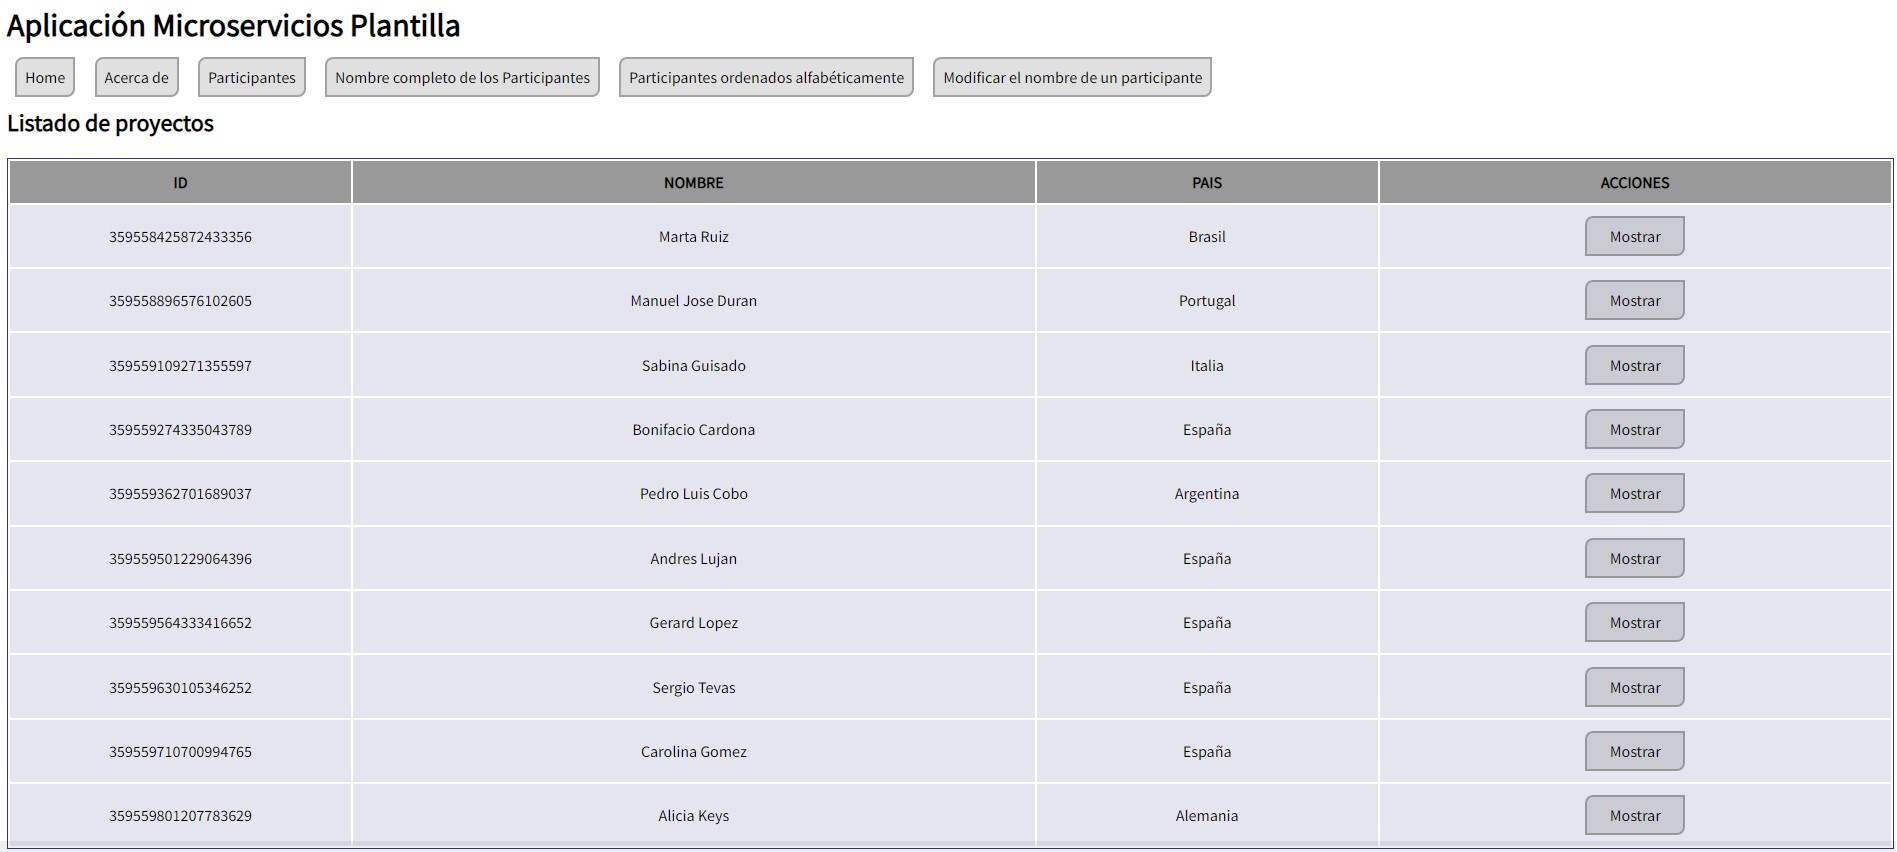 Aplicación Microservicios Plantilla
Home Acerca de Participantes Nombre completo de los Participantes Participantes ordenados alfabéticamente Modificar el nombre de un participante
Listado de proyectos
ID NOMBRE PAIS ACCIONES
359558425872433356 Marta Ruiz Brasil Mostrar
359558896576102605 Manuel Jose Duran Portugal Mostrar
359559109271355597 Sabina Guisado Italia Mostrar
359559274335043789 Bonifacio Cardona España Mostrar
359559362701689037 Pedro Luis Cobo Argentina Mostrar
359559501229064396 Andres Lujan España Mostrar
359559564333416652 Gerard Lopez España Mostrar
359559630105346252 Sergio Tevas España Mostrar
359559710700994765 Carolina Gomez España Mostrar
359559801207783629 Alicia Keys Alemania Mostrar